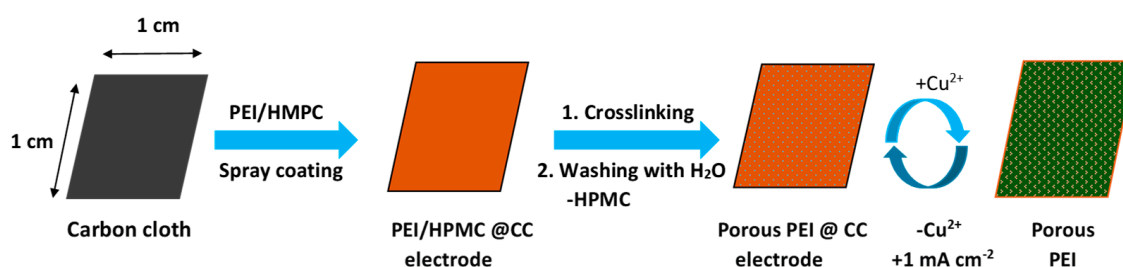 1 cm
1 cm
Carbon cloth
PEI/HMPC
Spray coating
PEI/HPMC @CC
electrode
1. Crosslinking
2. Washing with H₂O
-HPMC
Porous PEI @ CC
electrode
+Cu²⁺
-Cu²⁺
+1 mA cm⁻²
Porous
PEI